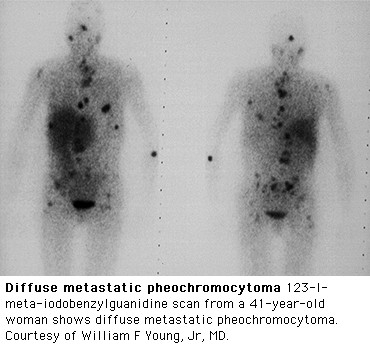 Diffuse metastatic pheochromocytoma 123-I-
meta-iodobenzylguanidine scan from a 41-year-old
woman shows diffuse metastatic pheochromocytoma.
Courtesy of William F Young, Jr, MD.